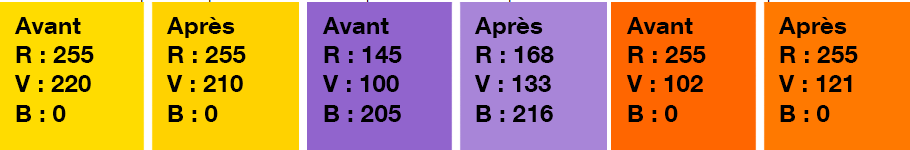 Avant
R : 255
V : 220
B : 0
Après
R : 255
V : 210
B : 0
Avant
R : 145
V : 100
B : 205
Après
R : 168
V : 133
B : 216
Avant
R : 255
V : 102
B : 0
Après
R : 255
V : 121
B : 0